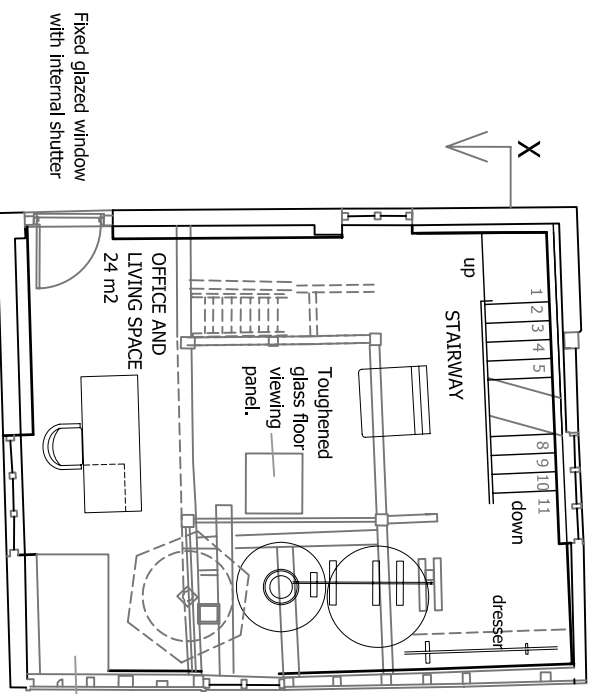 Fixed glazed window
with internal shutter
X
OFFICE AND
LIVING SPACE
24 m2
up
STAIRWAY
1
2
3
4
5
8
9
10
11
down
Toughened
glass floor
viewing
panel.
dresser